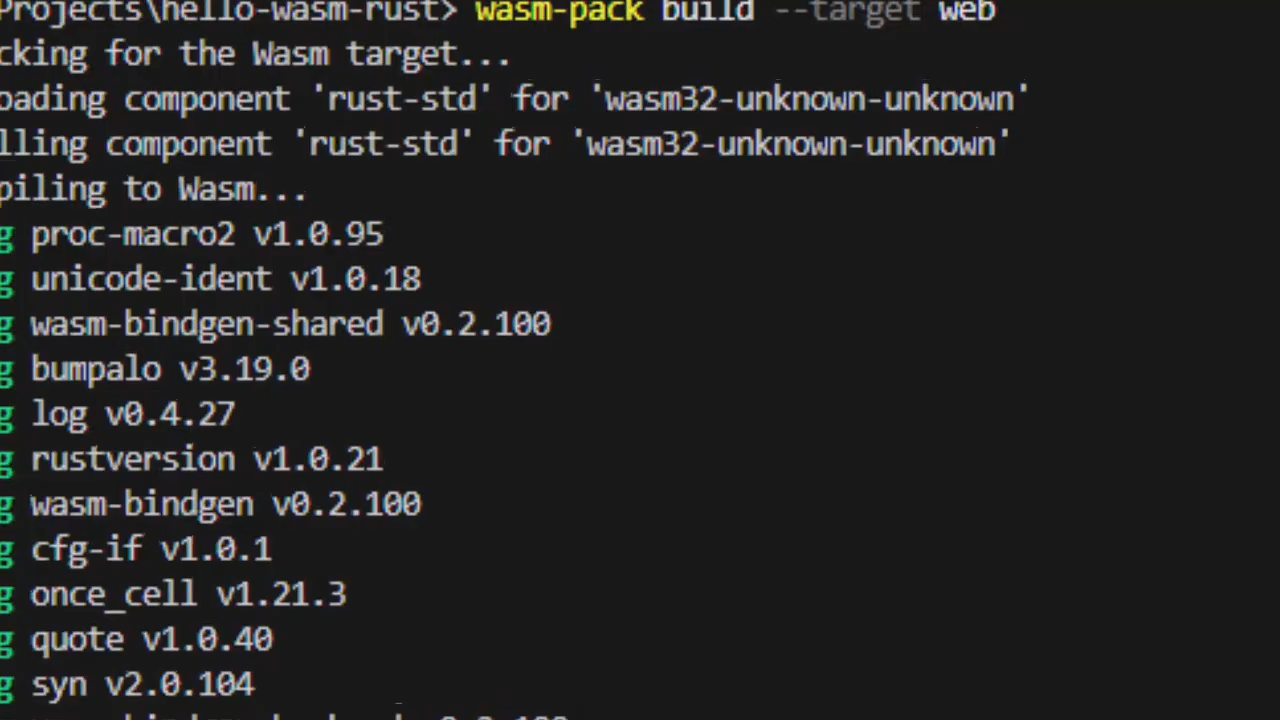 Projects\hello-wasm-rust> wasm-pack build --target web
cking for the Wasm target...
oading component 'rust-std' for 'wasm32-unknown-unknown'
lling component 'rust-std' for 'wasm32-unknown-unknown'
piling to Wasm...
g proc-macro2 v1.0.95
g unicode-ident v1.0.18
g wasm-bindgen-shared v0.2.100
g bumpalo v3.19.0
g log v0.4.27
g rustversion v1.0.21
g wasm-bindgen v0.2.100
g cfg-if v1.0.1
g once_cell v1.21.3
g quote v1.0.40
g syn v2.0.104